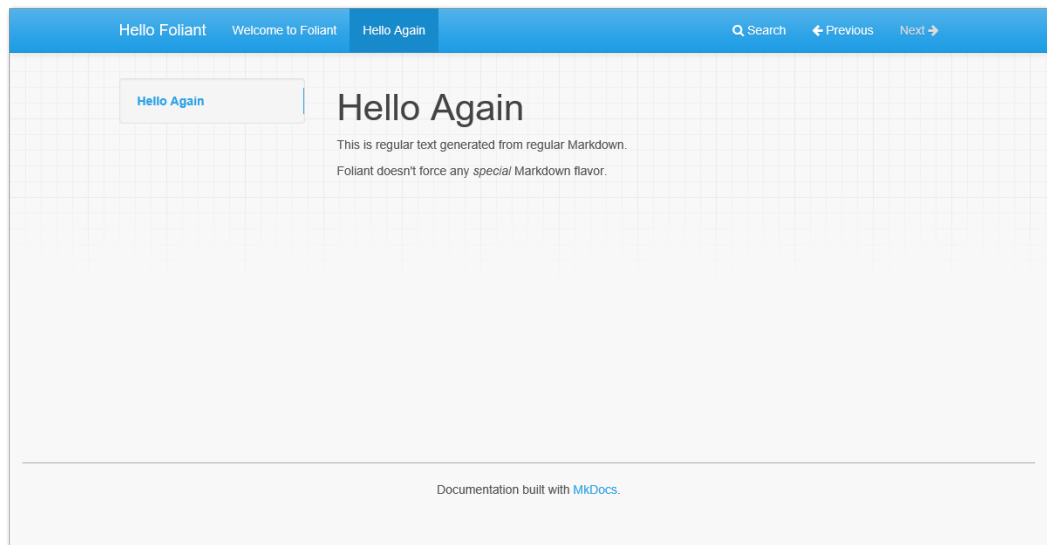 Hello Foliant Welcome to Foliant Hello Again Search Previous Next
Hello Again
Hello Again
This is regular text generated from regular Markdown.
Foliant doesn't force any special Markdown flavor.
Documentation built with MkDocs.